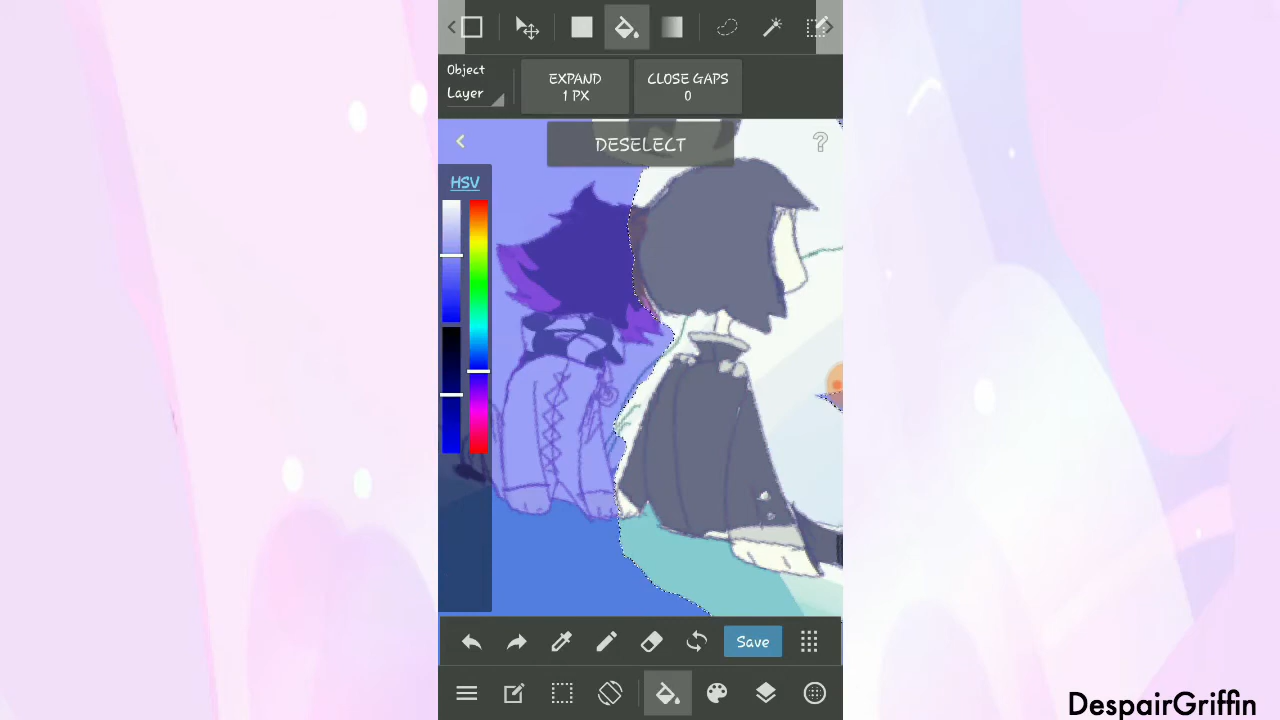 Object
Layer
EXPAND
1 PX
CLOSE GAPS
0
DESELECT
?
HSV
Save
DespairGriffin